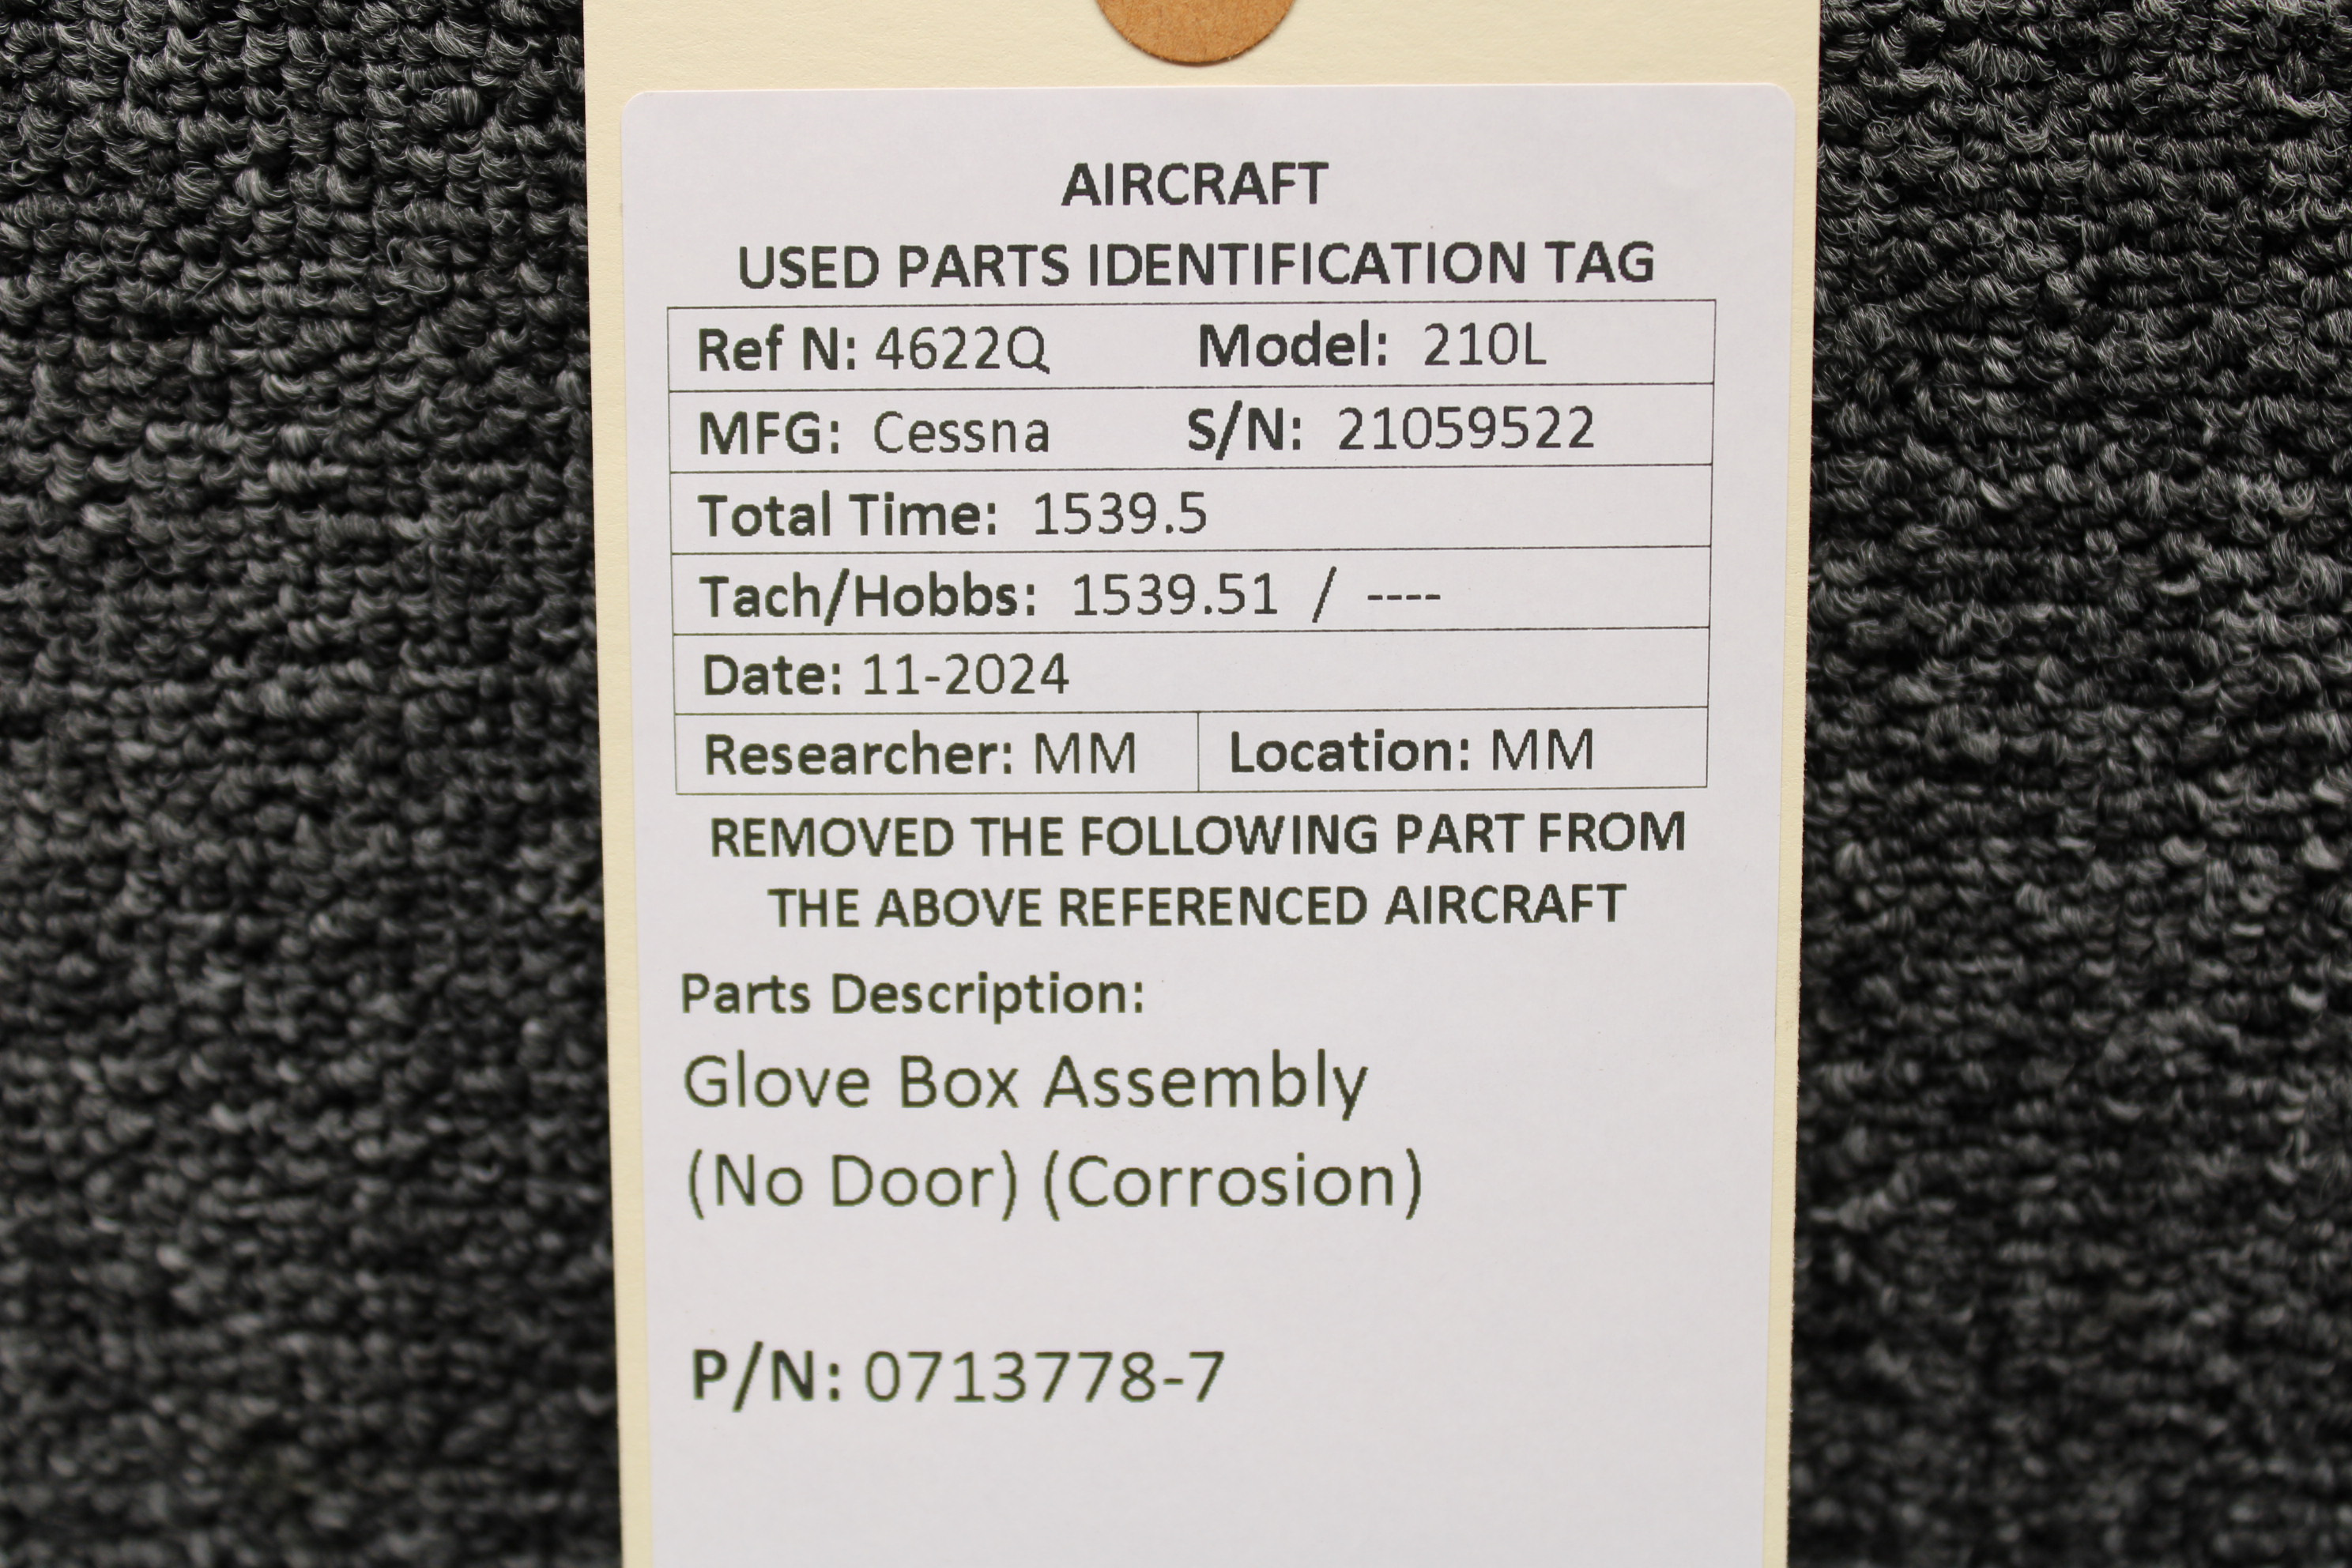 AIRCRAFT
USED PARTS IDENTIFICATION TAG
Ref N: 4622Q Model: 210L
MFG: Cessna S/N: 21059522
Total Time: 1539.5
Tach/Hobbs: 1539.51 / ----
Date: 11-2024
Researcher: MM Location: MM
REMOVED THE FOLLOWING PART FROM
THE ABOVE REFERENCED AIRCRAFT
Parts Description:
Glove Box Assembly
(No Door) (Corrosion)
P/N: 0713778-7